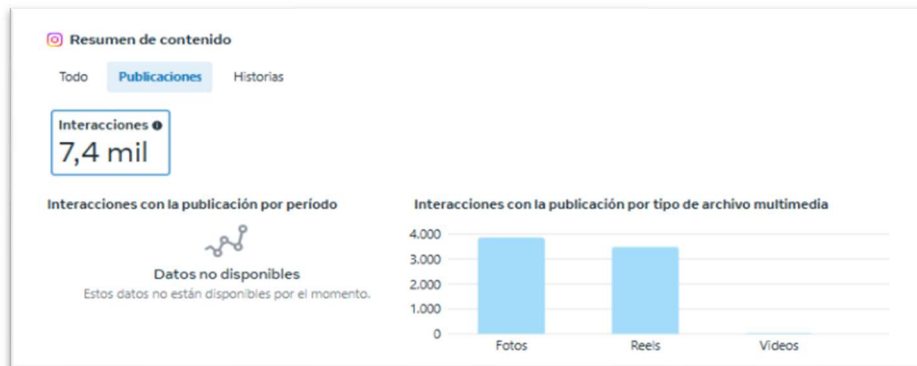 Resumen de contenido
Todo Publicaciones Historias
Interacciones
7,4 mil
Interacciones con la publicación por período
Datos no disponibles
Estos datos no están disponibles por el momento.
Interacciones con la publicación por tipo de archivo multimedia
4.000
3.000
2.000
1.000
0
Fotos Reels Videos